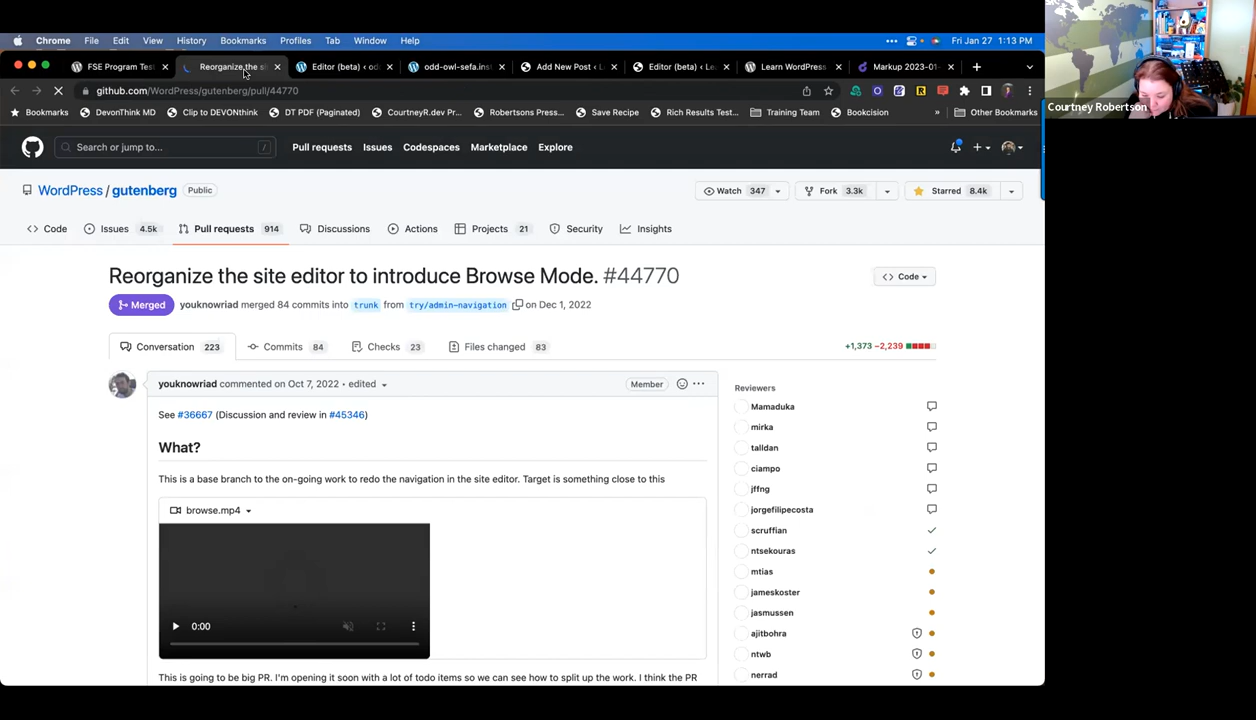 Chrome File Edit View History Bookmarks Profiles Tab Window Help ••• Fri Jan 27 1:13 PM
FSE Program Tes Reorganize the s Editor (beta) ‹ od odd-owl-sefa.inst Add New Post ‹ L Editor (beta) ‹ Le Learn WordPress Markup 2023-01-
github.com/WordPress/gutenberg/pull/44770
Bookmarks DevonThink MD Clip to DEVONthink DT PDF (Paginated) CourtneyR.dev Pr... Robertsons Press... Save Recipe Rich Results Test... Training Team Bookcision » Other Bookmarks
Courtney Robertson
Search or jump to... / Pull requests Issues Codespaces Marketplace Explore
WordPress / gutenberg Public Watch 347 Fork 3.3k Starred 8.4k
Code Issues 4.5k Pull requests 914 Discussions Actions Projects 21 Security Insights
Reorganize the site editor to introduce Browse Mode. #44770 Code
Merged youknowriad merged 84 commits into trunk from try/admin-navigation on Dec 1, 2022
Conversation 223 Commits 84 Checks 23 Files changed 83 +1,373 −2,239
youknowriad commented on Oct 7, 2022 • edited Member
Reviewers
See #36667 (Discussion and review in #45346)
Mamaduka
mirka
What?
talldan
ciampo
This is a base branch to the on-going work to redo the navigation in the site editor. Target is something close to this
jffng
browse.mp4
jorgefilipecosta
scruffian
ntsekouras
mtias
jameskoster
jasmussen
0:00
ajitbohra
ntwb
nerrad
This is going to be big PR. I'm opening it soon with a lot of todo items so we can see how to split up the work. I think the PR